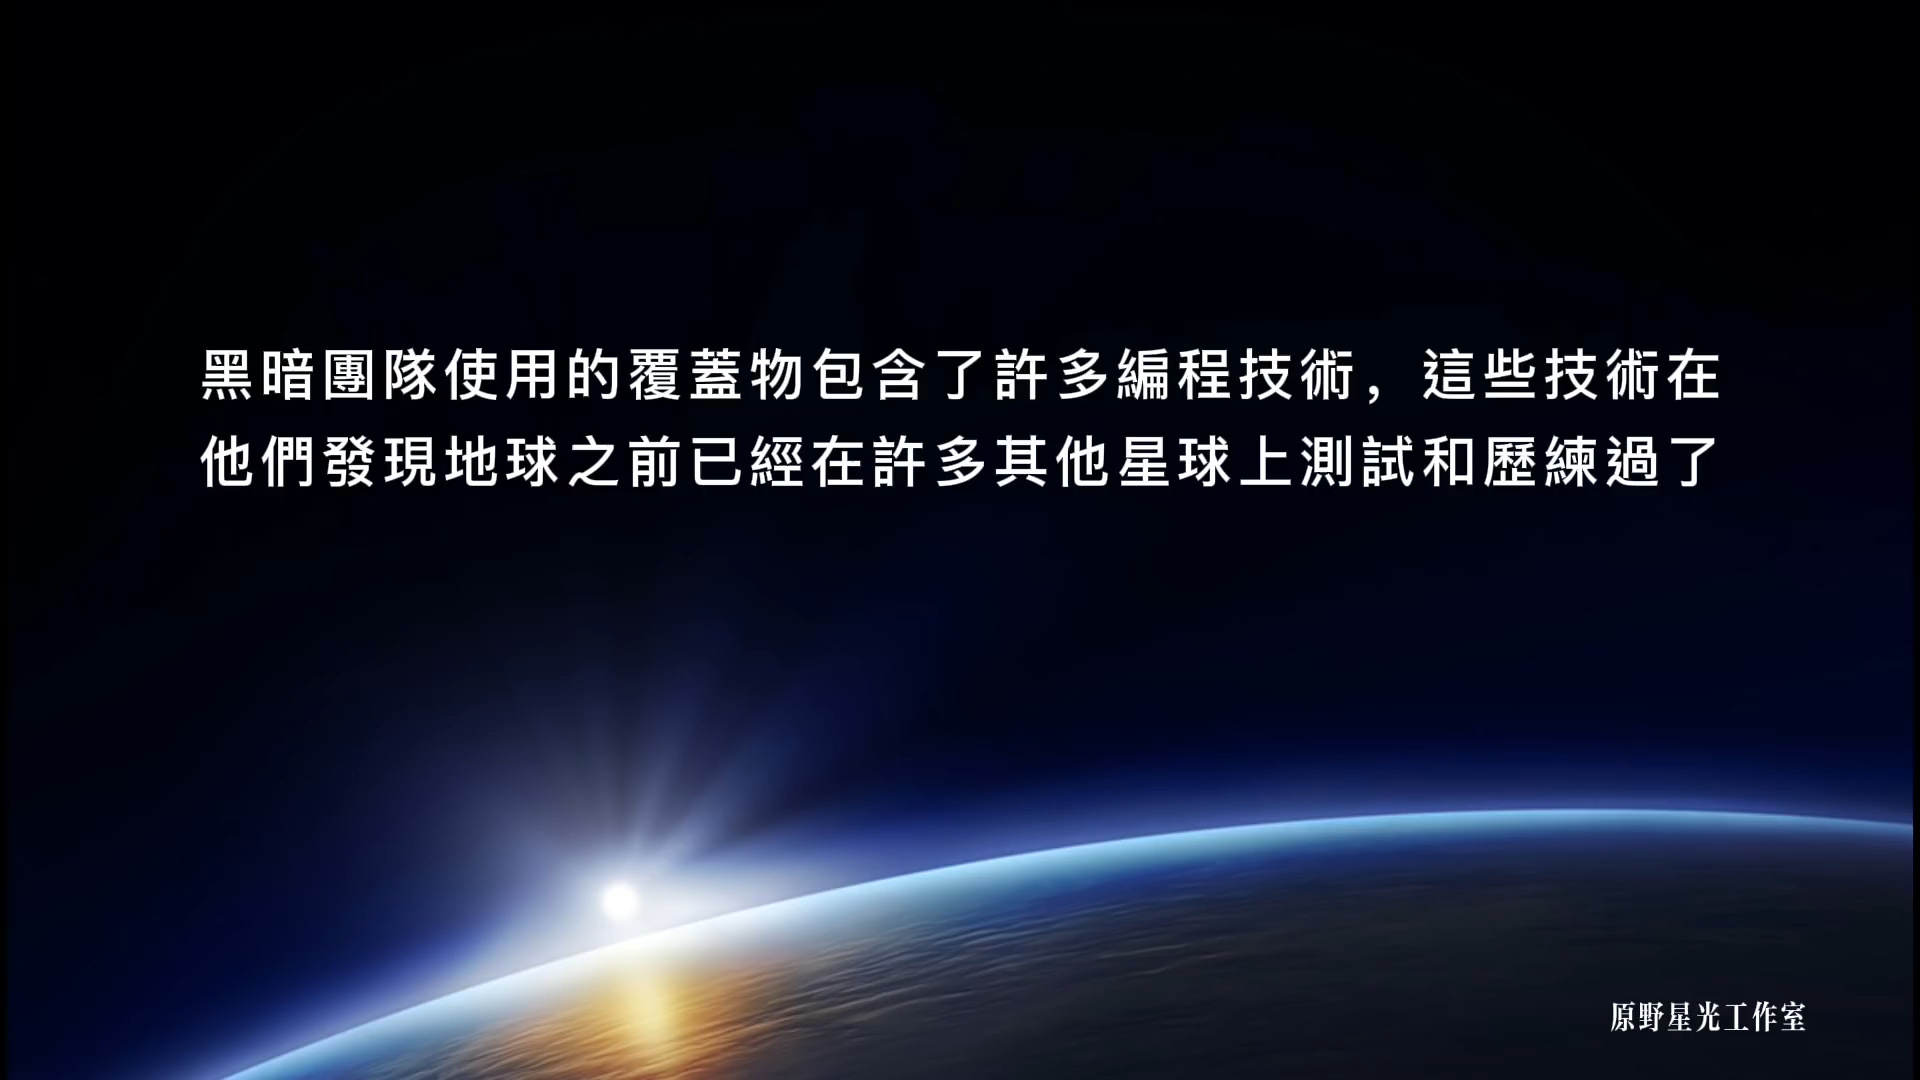 黑暗團隊使用的覆蓋物包含了許多編程技術，這些技術在
他們發現地球之前已經在許多其他星球上測試和歷練過了
原野星光工作室